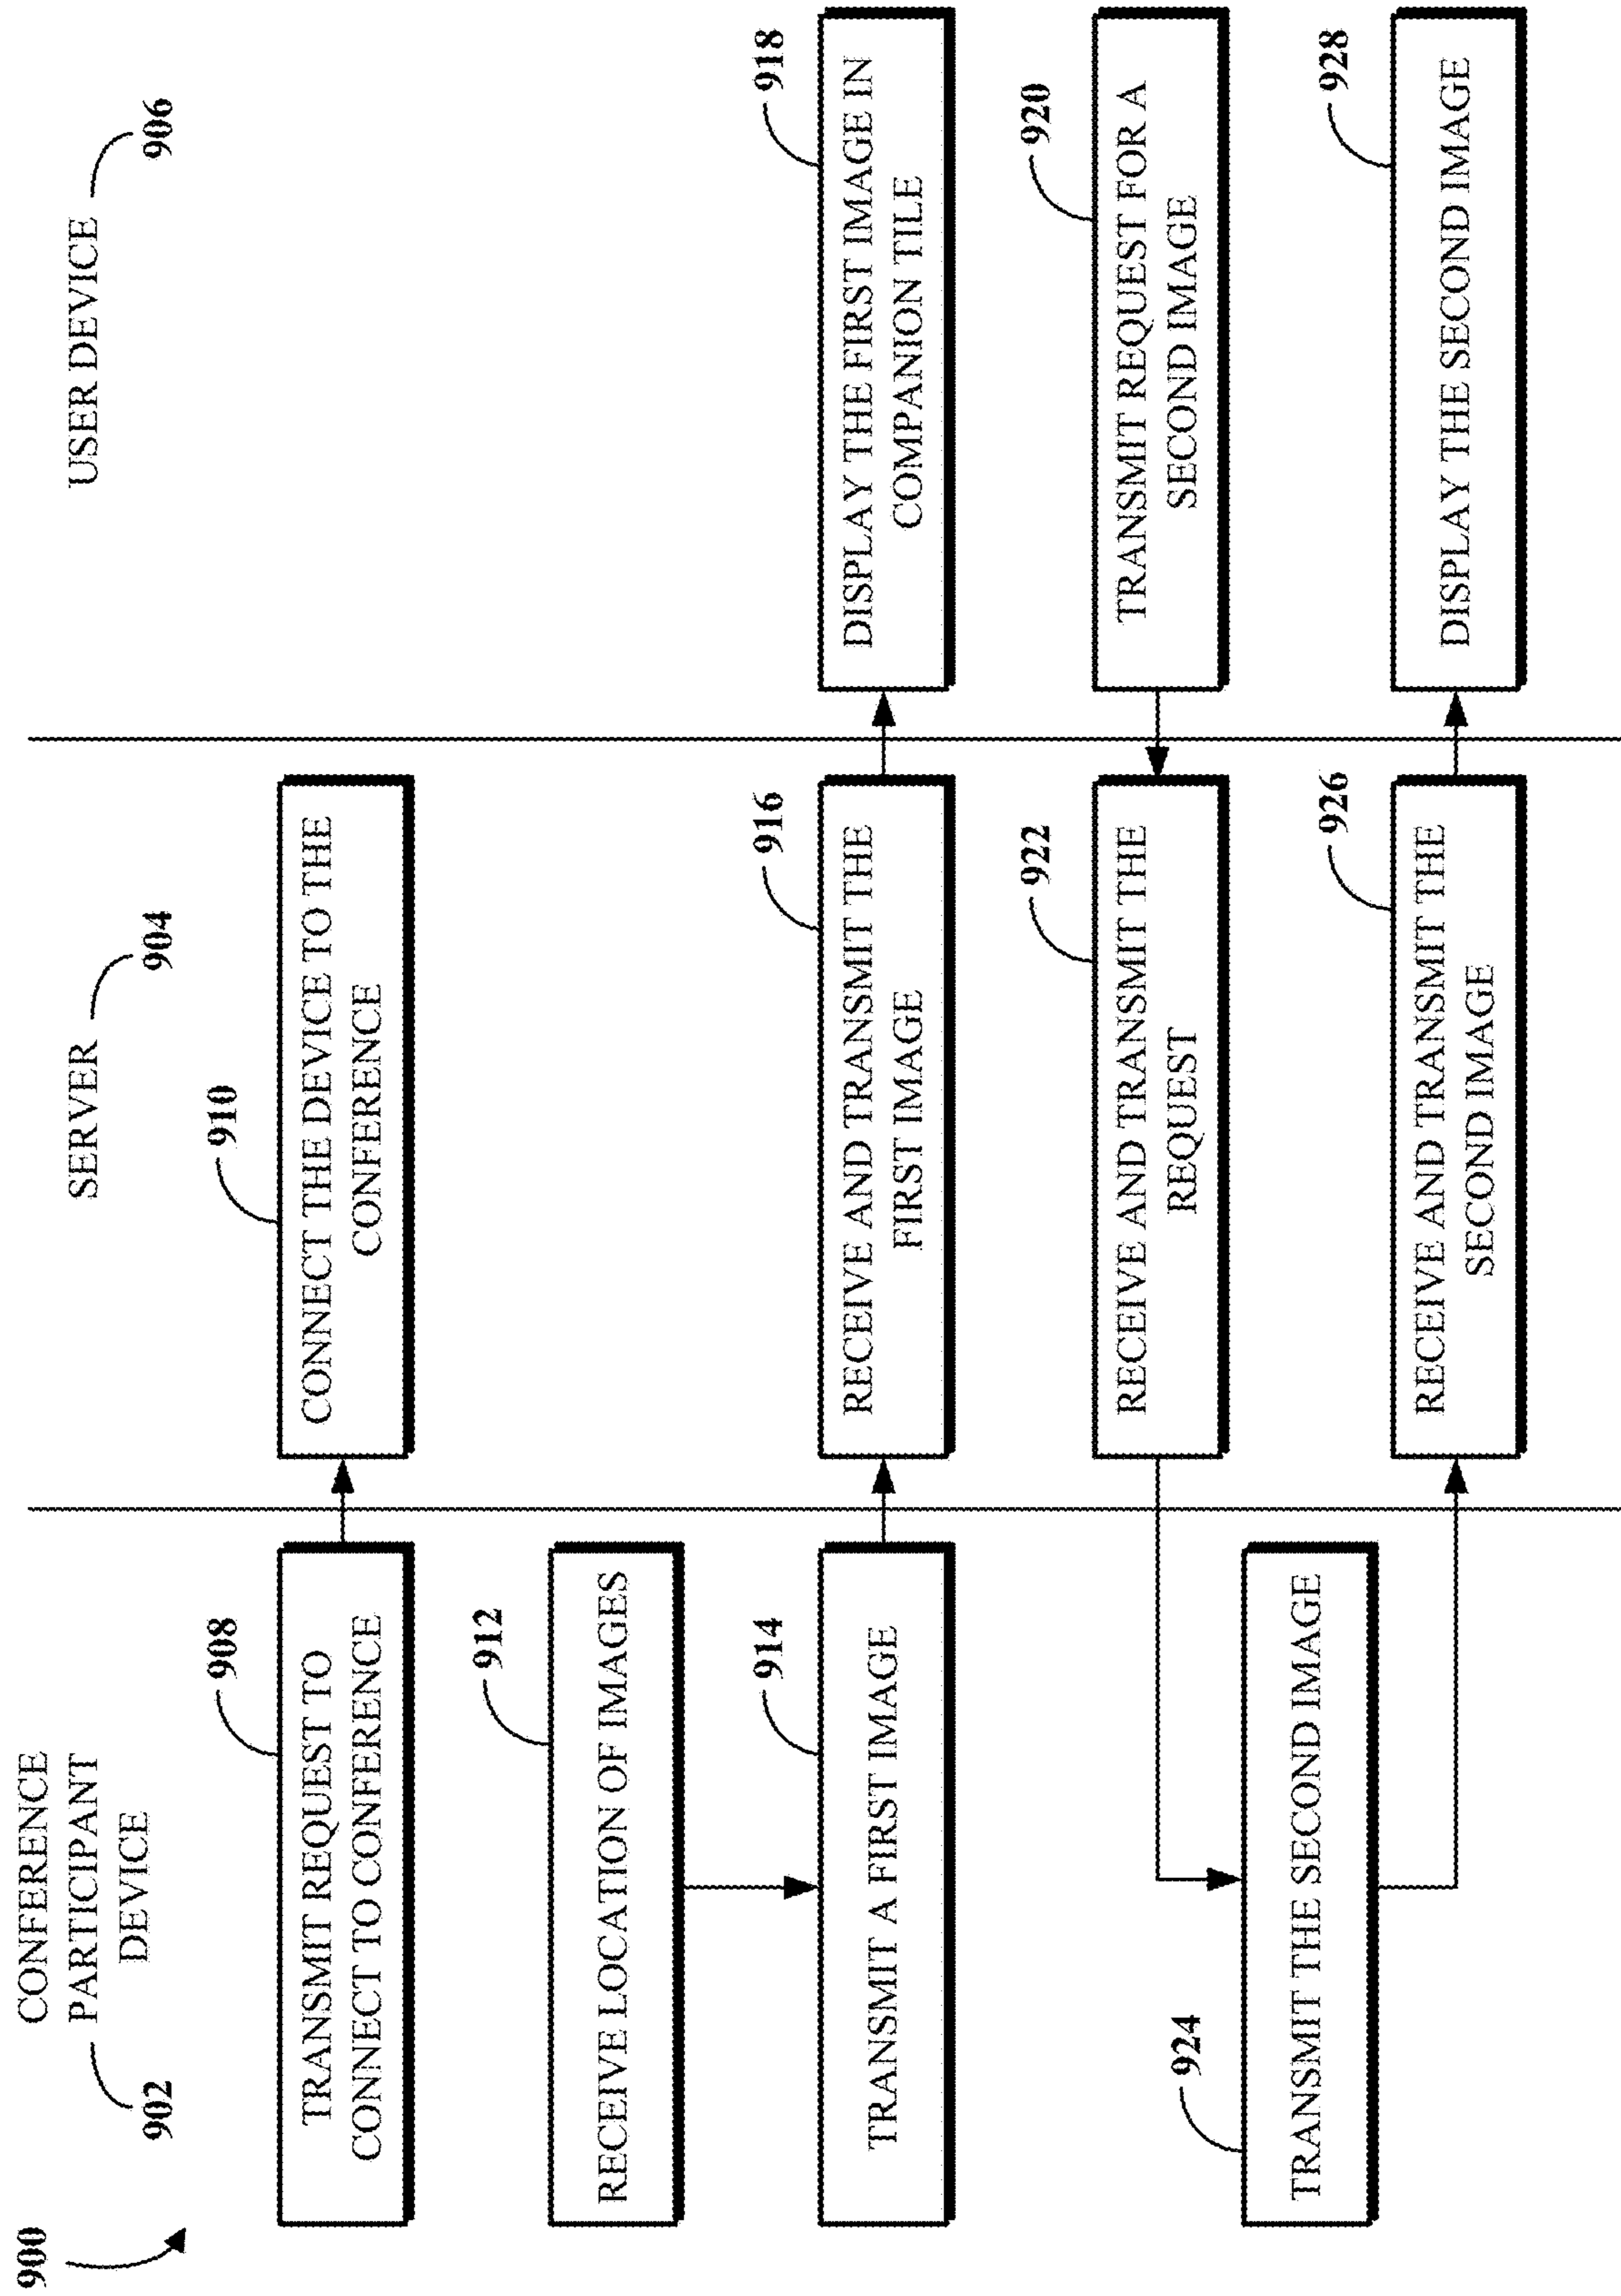 900
CONFERENCE
PARTICIPANT
DEVICE
902
SERVER
904
USER DEVICE
906
908
TRANSMIT REQUEST TO
CONNECT TO CONFERENCE
910
CONNECT THE DEVICE TO THE
CONFERENCE
912
RECEIVE LOCATION OF IMAGES
914
TRANSMIT A FIRST IMAGE
916
RECEIVE AND TRANSMIT THE
FIRST IMAGE
918
DISPLAY THE FIRST IMAGE IN
COMPANION TILE
920
TRANSMIT REQUEST FOR A
SECOND IMAGE
922
RECEIVE AND TRANSMIT THE
REQUEST
924
TRANSMIT THE SECOND IMAGE
926
RECEIVE AND TRANSMIT THE
SECOND IMAGE
928
DISPLAY THE SECOND IMAGE